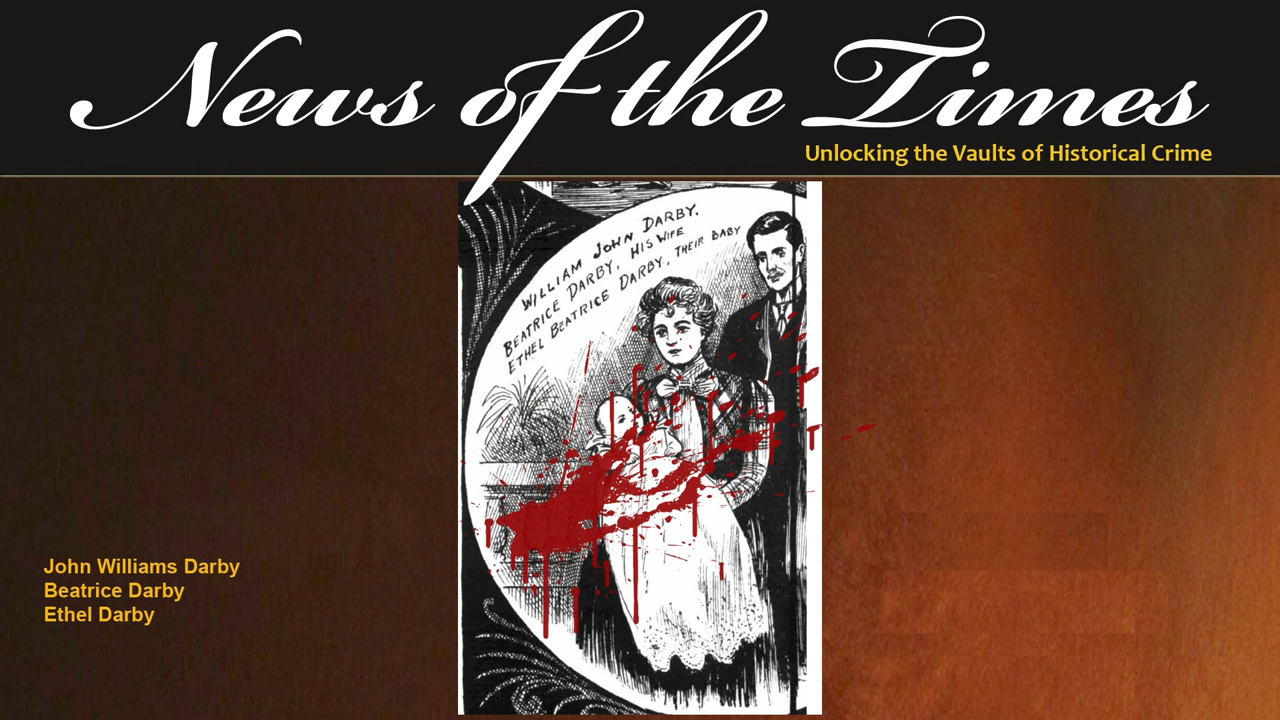 News of the Times
Unlocking the Vaults of Historical Crime
WILLIAM JOHN DARBY.
BEATRICE DARBY, HIS WIFE
ETHEL BEATRICE DARBY, THEIR BABY
John Williams Darby
Beatrice Darby
Ethel Darby